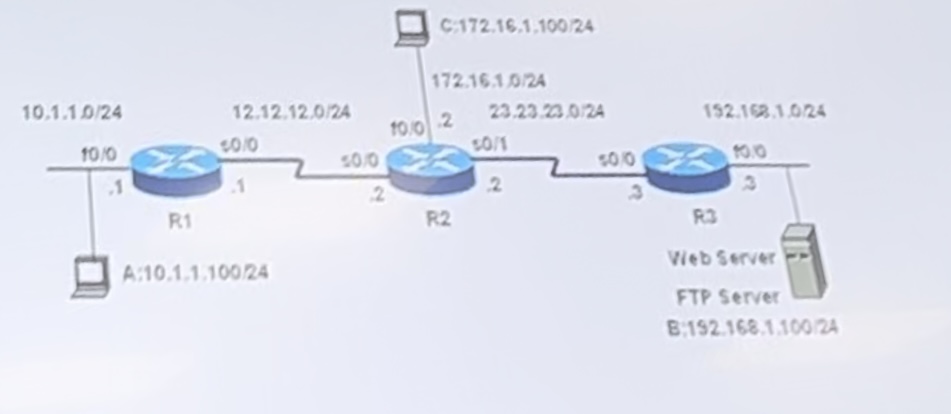 C:172.16.1.100/24
172.16.1.0/24
10.1.1.0/24
12.12.12.0/24
23.23.23.0/24
192.168.1.0/24
f0/0
.2
f0/0
s0/0
s0/0
s0/1
s0/0
f0/0
.1
.1
.2
.2
.3
.3
R1
R2
R3
A:10.1.1.100/24
Web Server
FTP Server
B:192.168.1.100/24